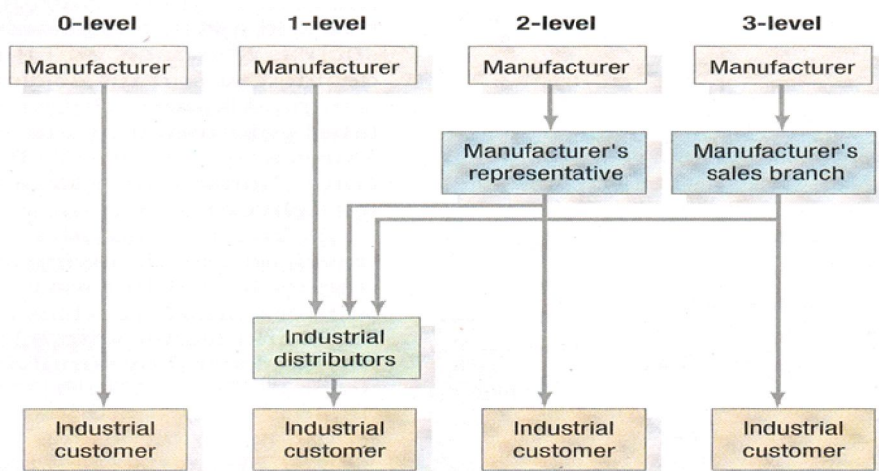 0-level 1-level 2-level 3-level
Manufacturer Manufacturer Manufacturer Manufacturer
Manufacturer's
representative
Manufacturer's
sales branch
Industrial
distributors
Industrial
customer
Industrial
customer
Industrial
customer
Industrial
customer